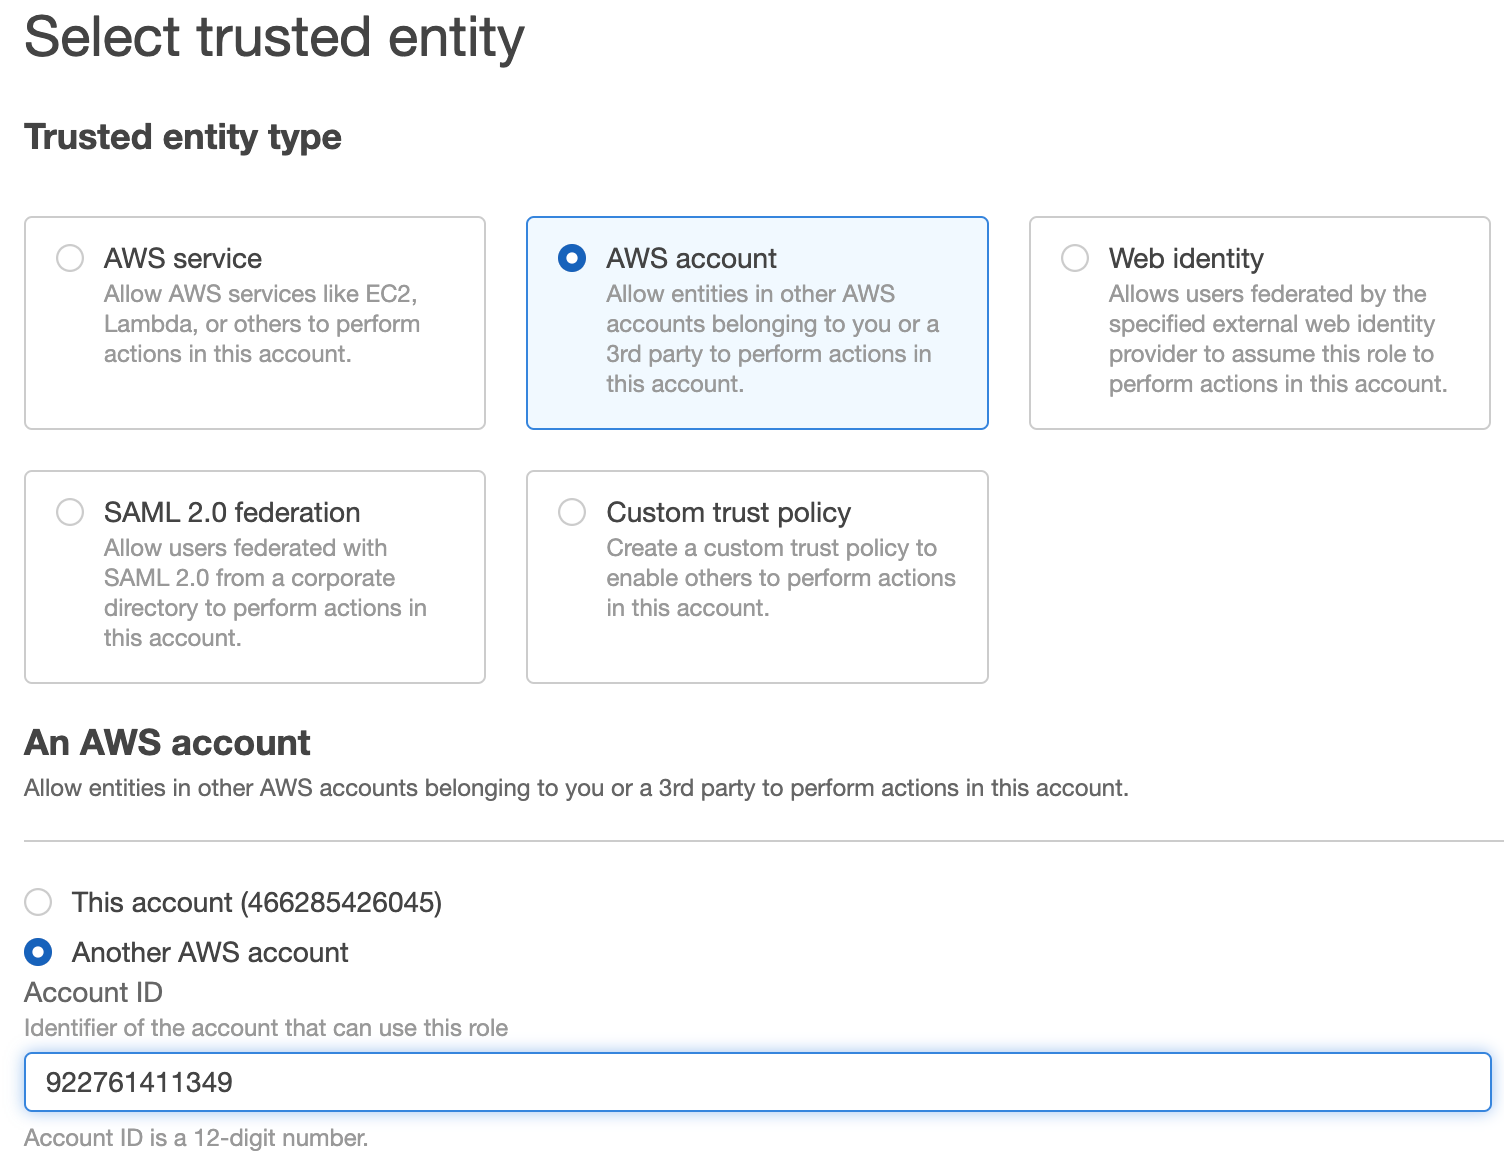 Select trusted entity
Trusted entity type
AWS service
Allow AWS services like EC2,
Lambda, or others to perform
actions in this account.
AWS account
Allow entities in other AWS
accounts belonging to you or a
3rd party to perform actions in
this account.
Web identity
Allows users federated by the
specified external web identity
provider to assume this role to
perform actions in this account.
SAML 2.0 federation
Allow users federated with
SAML 2.0 from a corporate
directory to perform actions in
this account.
Custom trust policy
Create a custom trust policy to
enable others to perform actions
in this account.
An AWS account
Allow entities in other AWS accounts belonging to you or a 3rd party to perform actions in this account.
This account (466285426045)
Another AWS account
Account ID
Identifier of the account that can use this role
922761411349
Account ID is a 12-digit number.